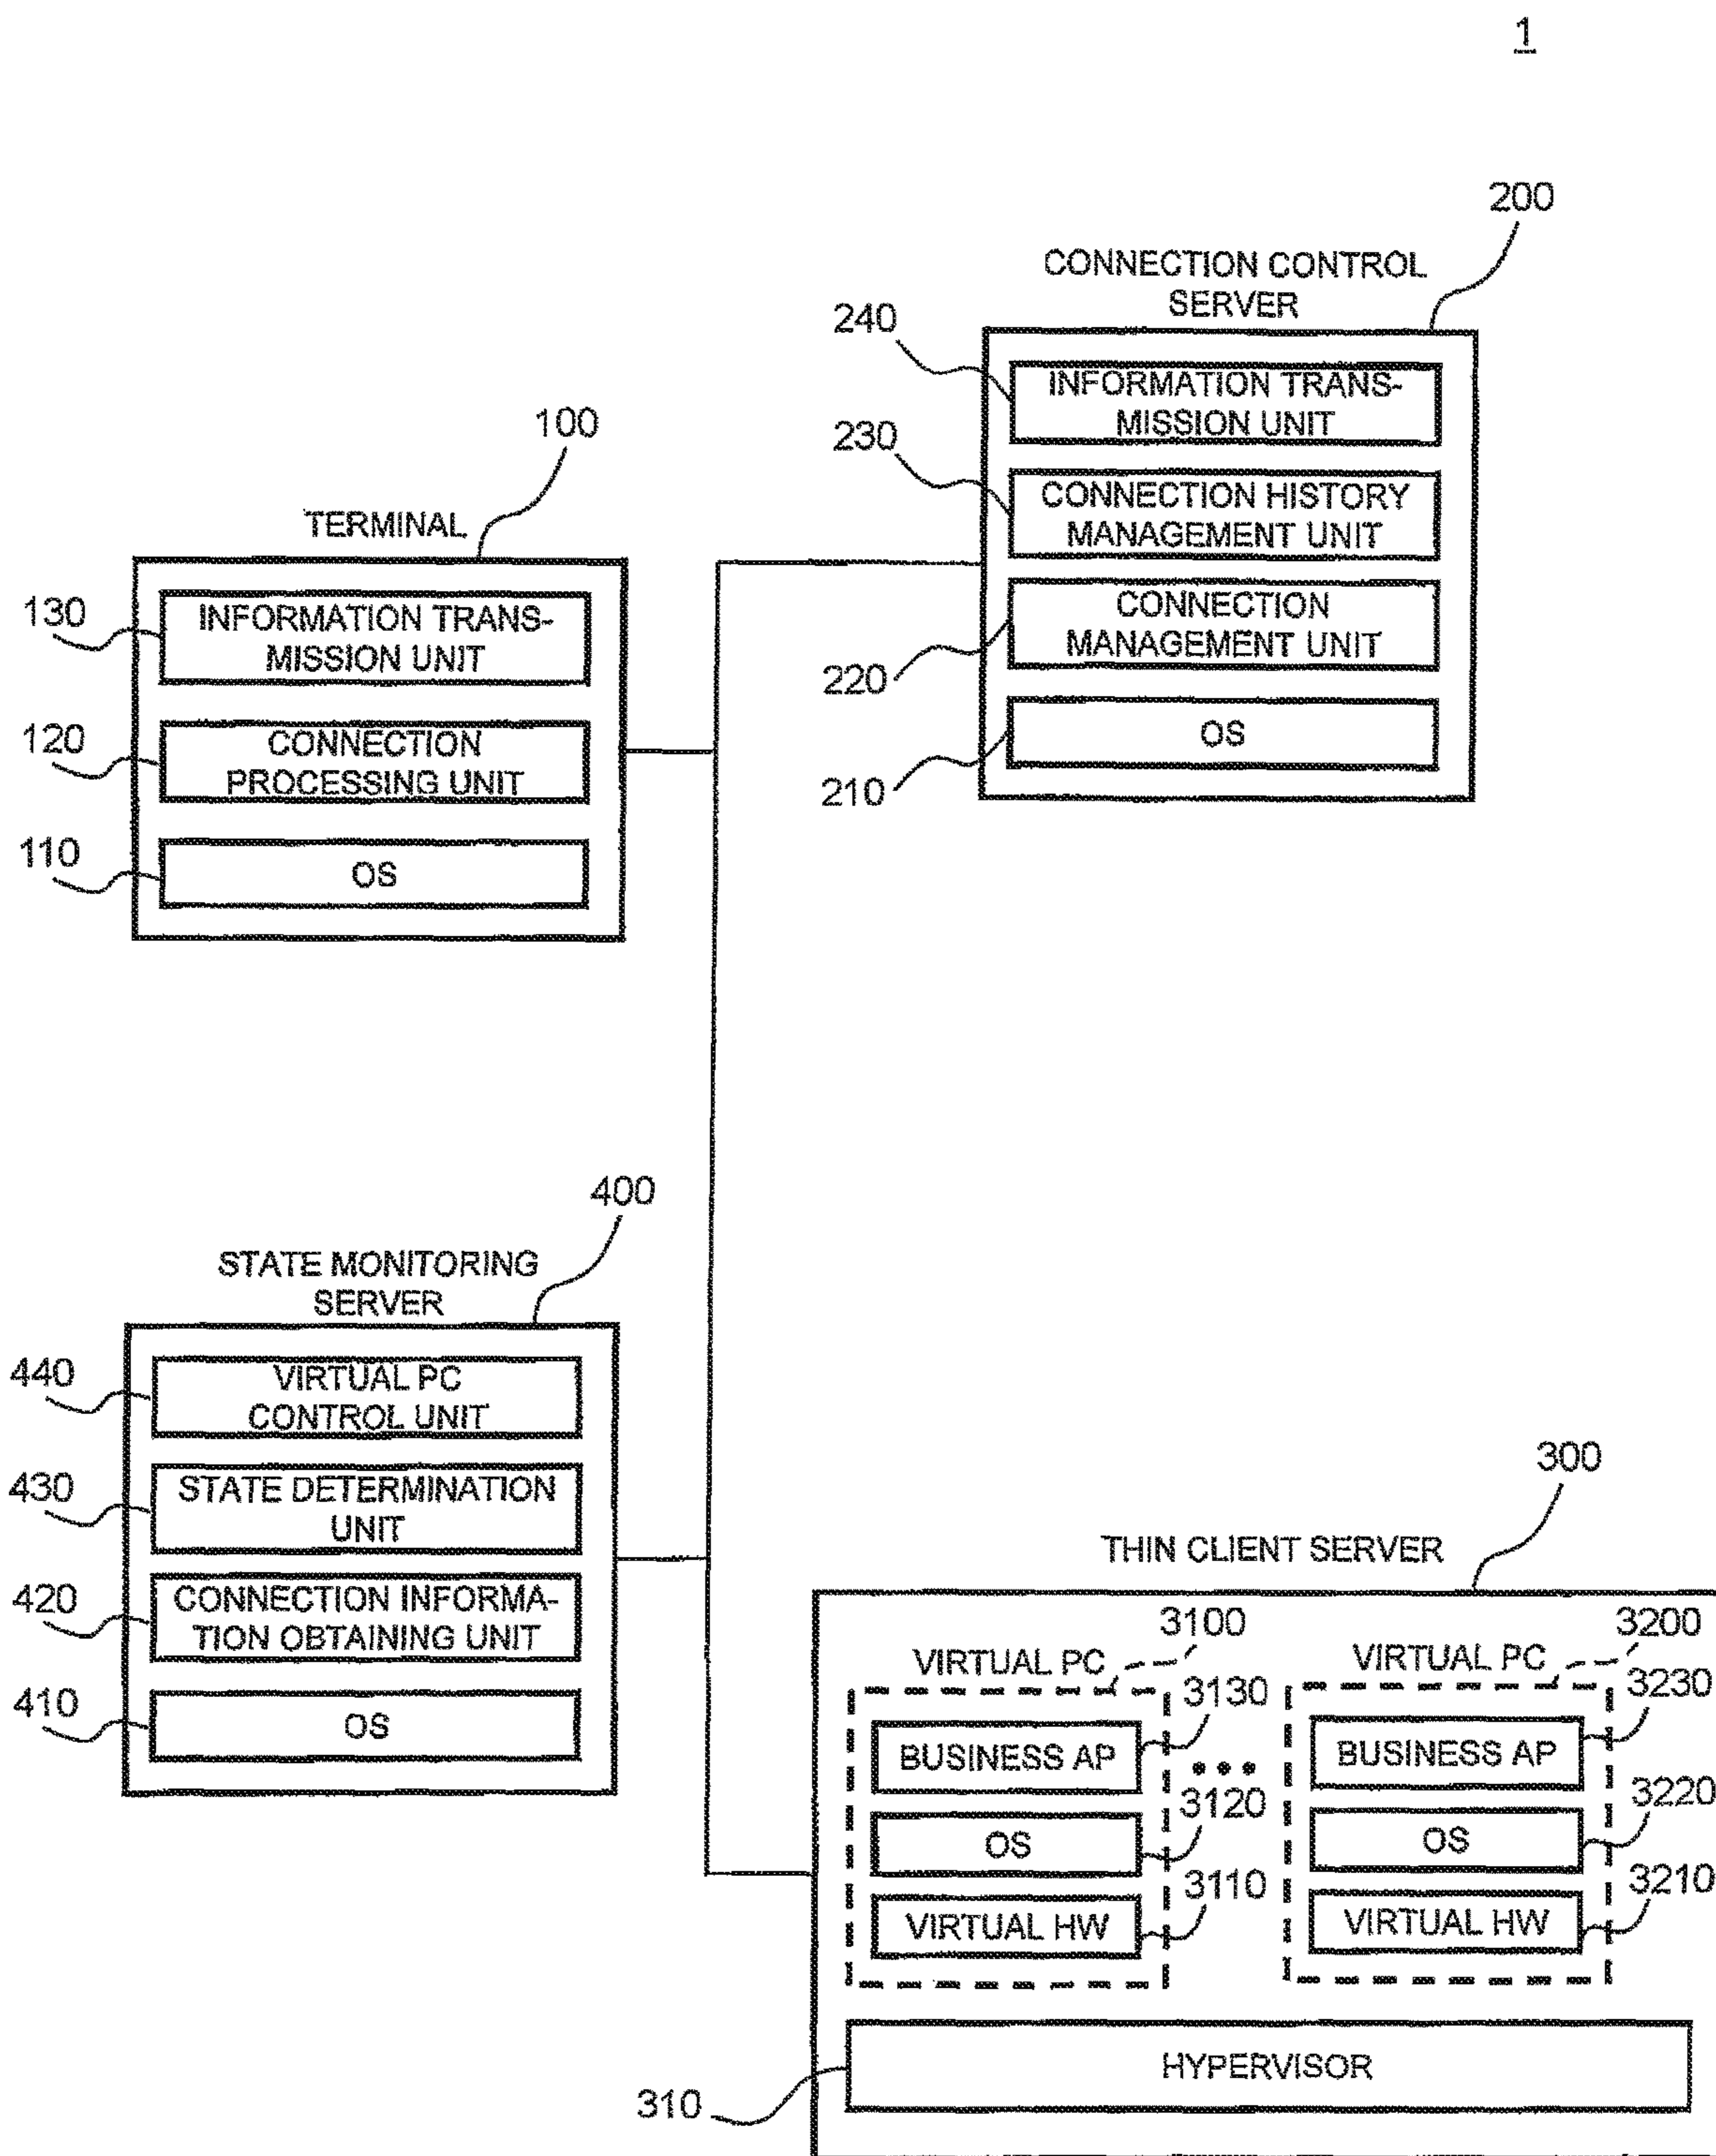 1
200
CONNECTION CONTROL
SERVER
240
INFORMATION TRANS-
MISSION UNIT
230
CONNECTION HISTORY
MANAGEMENT UNIT
CONNECTION
MANAGEMENT UNIT
220
OS
210
100
TERMINAL
130
INFORMATION TRANS-
MISSION UNIT
120
CONNECTION
PROCESSING UNIT
110
OS
400
STATE MONITORING
SERVER
440
VIRTUAL PC
CONTROL UNIT
430
STATE DETERMINATION
UNIT
420
CONNECTION INFORMA-
TION OBTAINING UNIT
410
OS
300
THIN CLIENT SERVER
3100
VIRTUAL PC
3130
BUSINESS AP
3120
OS
3110
VIRTUAL HW
•••
3200
VIRTUAL PC
3230
BUSINESS AP
3220
OS
3210
VIRTUAL HW
HYPERVISOR
310